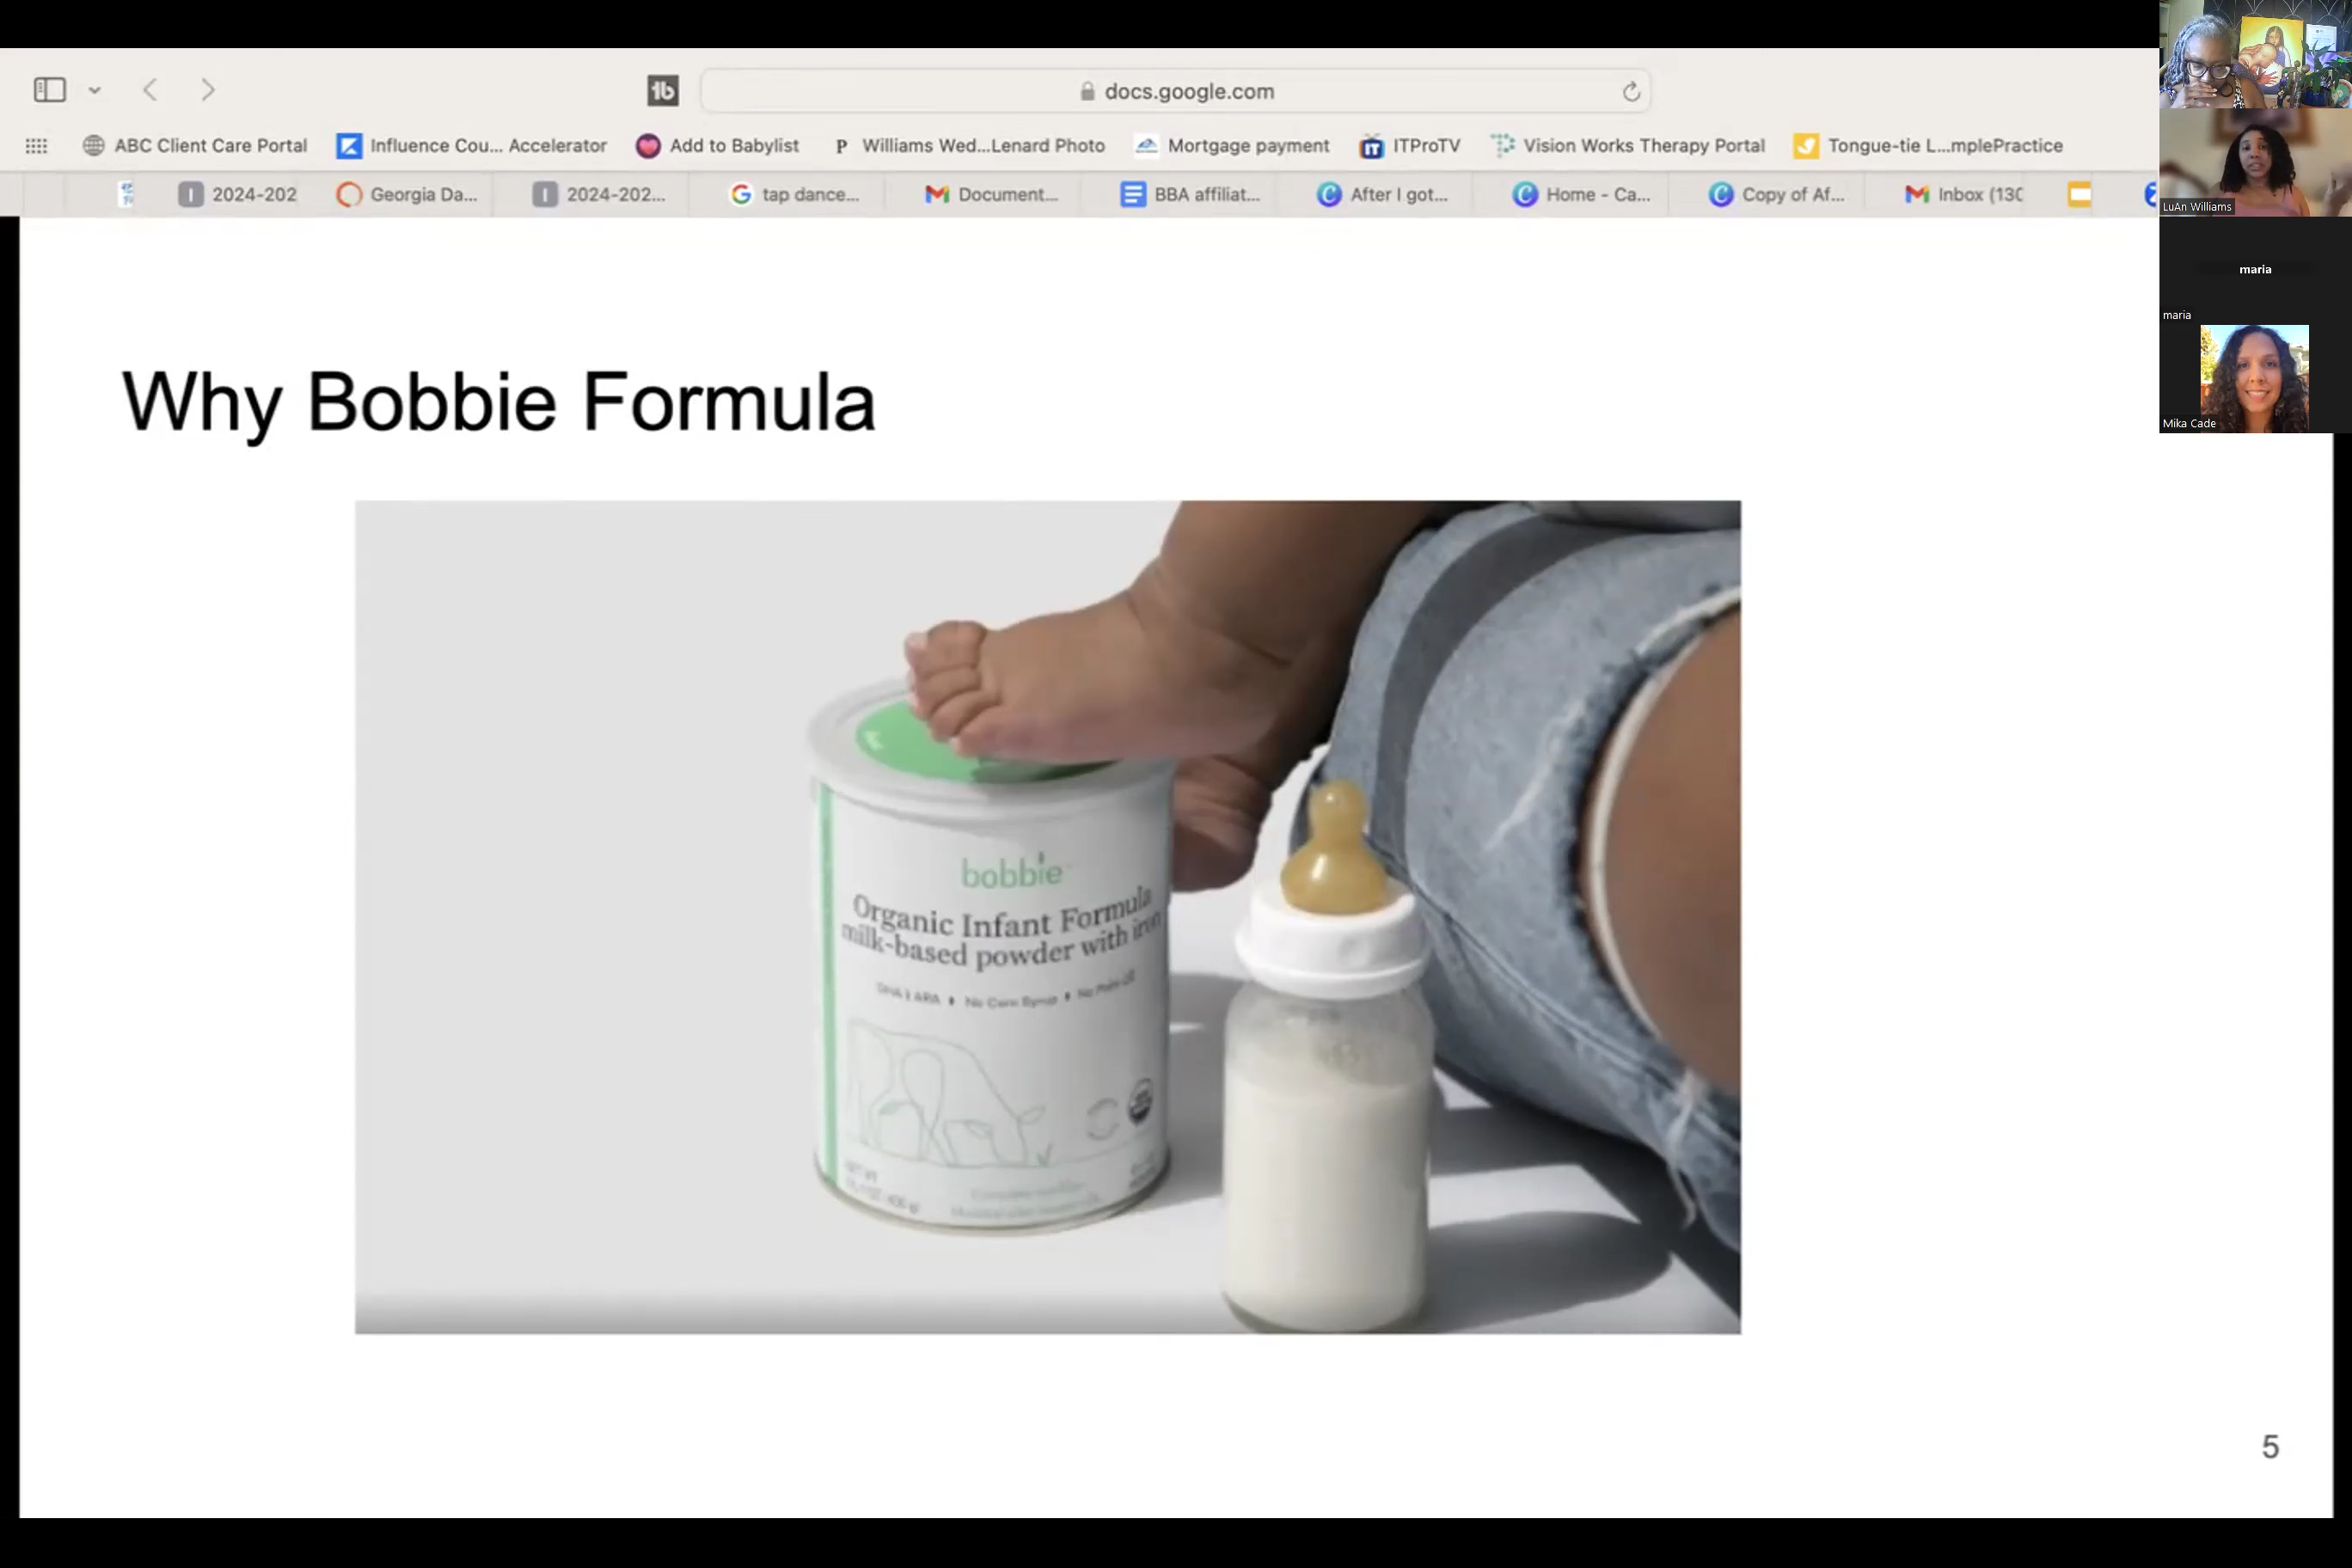 docs.google.com
ABC Client Care Portal
Influence Cou... Accelerator
Add to Babylist
Williams Wed...Lenard Photo
Mortgage payment
ITProTV
Vision Works Therapy Portal
Tongue-tie L...mplePractice
2024-202
Georgia Da...
2024-202...
tap dance...
Document...
BBA affiliat...
After I got...
Home - Ca...
Copy of Af...
Inbox (130
LuAn Williams
maria
maria
Mika Cade
Why Bobbie Formula
bobbie
Organic Infant Formula
milk-based powder with iron
No Corn Syrup
5